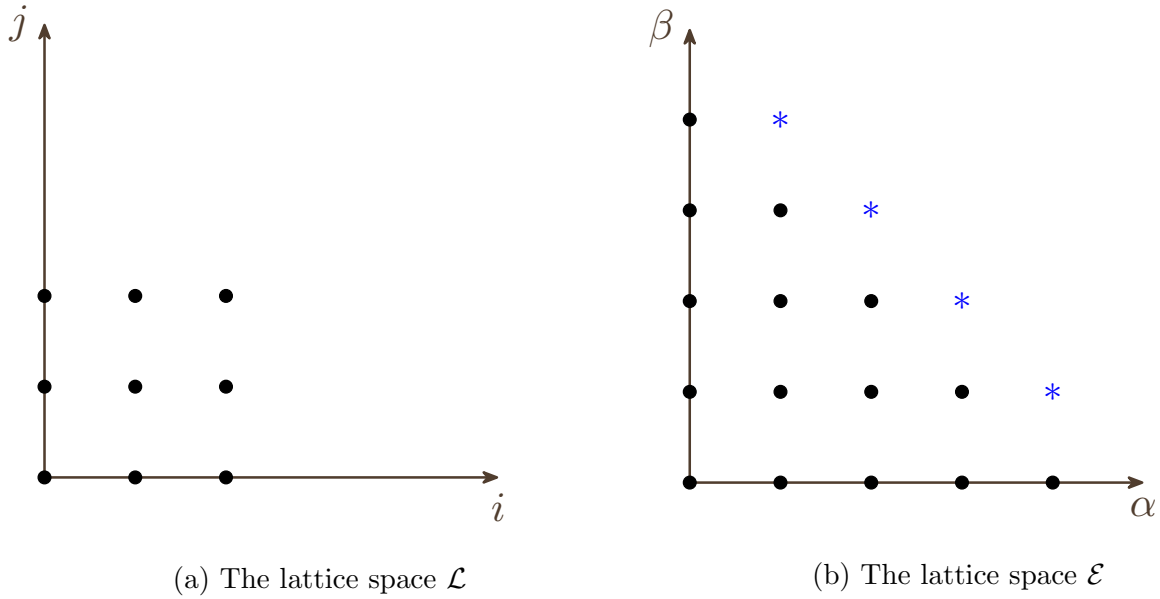 j
i
(a) The lattice space ℒ
β
α
(b) The lattice space ℰ